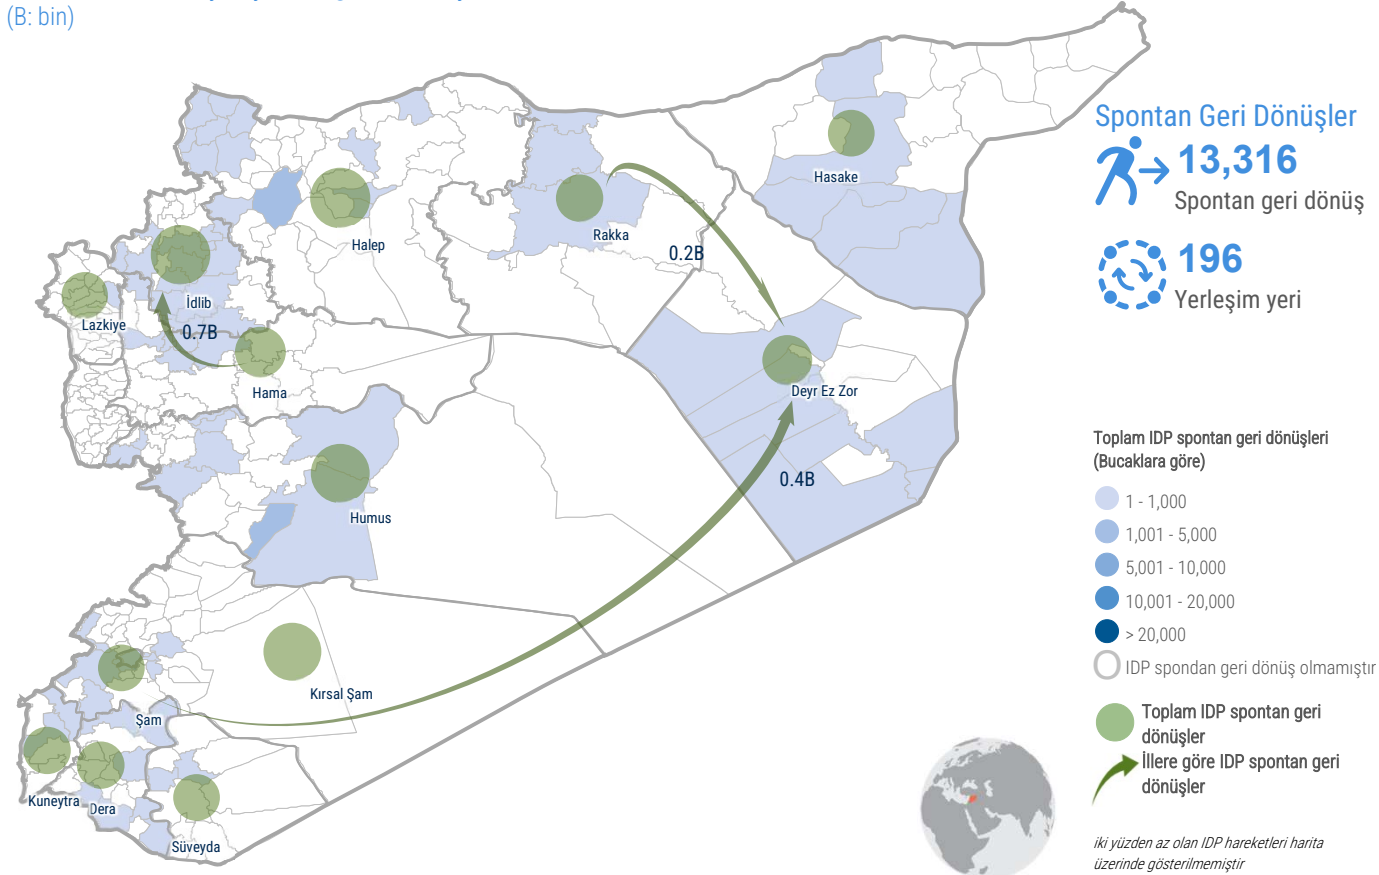 (B: bin)
Spontan Geri Dönüşler
13,316
Spontan geri dönüş
196
Yerleşim yeri
Hasake
Halep
Rakka
0.2B
İdlib
Lazkiye
0.7B
Hama
Deyr Ez Zor
0.4B
Humus
Kırsal Şam
Şam
Kuneytra
Dera
Süveyda
Toplam IDP spontan geri dönüşleri
(Bucaklara göre)
1 - 1,000
1,001 - 5,000
5,001 - 10,000
10,001 - 20,000
> 20,000
IDP spondan geri dönüş olmamıştır
Toplam IDP spontan geri
dönüşler
İllere göre IDP spontan geri
dönüşler
iki yüzden az olan IDP hareketleri harita
üzerinde gösterilmemiştir